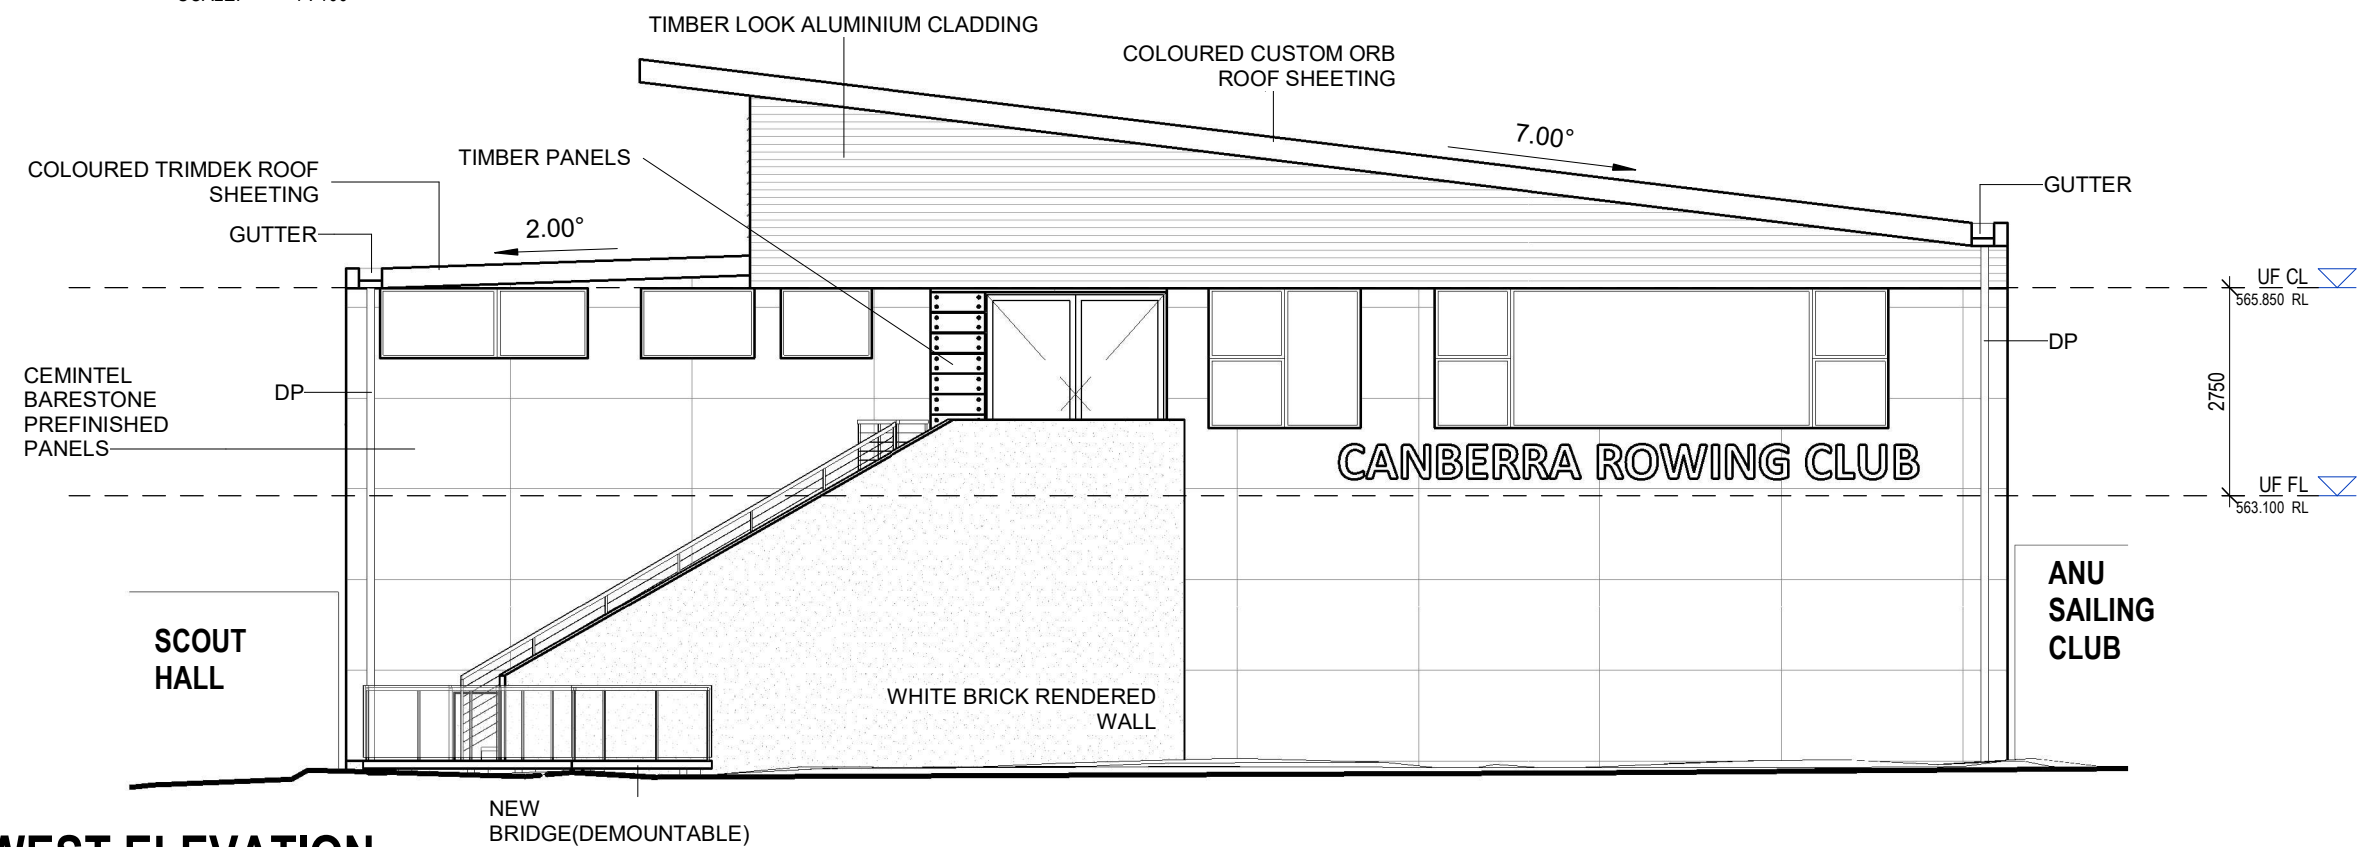 TIMBER LOOK ALUMINIUM CLADDING
COLOURED CUSTOM ORB
ROOF SHEETING
7.00°
TIMBER PANELS
COLOURED TRIMDEK ROOF
SHEETING
GUTTER
GUTTER
2.00°
UF CL
565.850 RL
DP
CEMINTEL
BARESTONE
PREFINISHED
PANELS
DP
2750
CANBERRA ROWING CLUB
UF FL
563.100 RL
ANU
SAILING
CLUB
SCOUT
HALL
WHITE BRICK RENDERED
WALL
NEW
BRIDGE(DEMOUNTABLE)
WEST ELEVATION